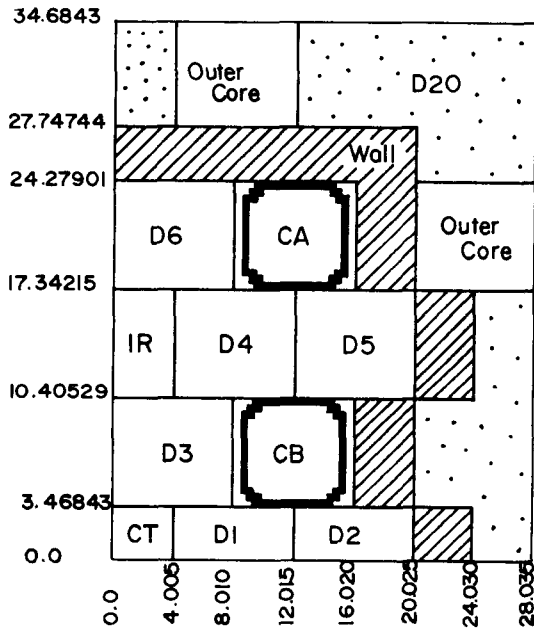 34.6843
Outer
Core
D20
27.74744
Wall
24.27901
D6
CA
Outer
Core
17.34215
IR
D4
D5
10.40529
D3
CB
3.46843
CT
D1
D2
0.0
0.0
4.005
8.010
12.015
16.020
20.025
24.030
28.035